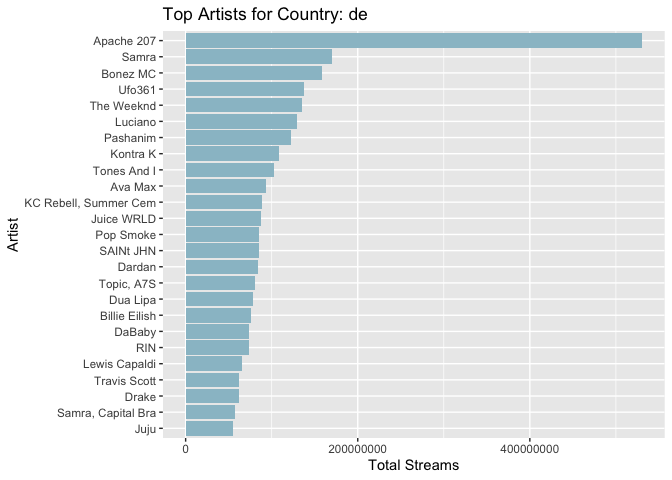 Top Artists for Country: de
Artist
Apache 207
Samra
Bonez MC
Ufo361
The Weeknd
Luciano
Pashanim
Kontra K
Tones And I
Ava Max
KC Rebell, Summer Cem
Juice WRLD
Pop Smoke
SAINt JHN
Dardan
Topic, A7S
Dua Lipa
Billie Eilish
DaBaby
RIN
Lewis Capaldi
Travis Scott
Drake
Samra, Capital Bra
Juju
0 200000000 400000000
Total Streams